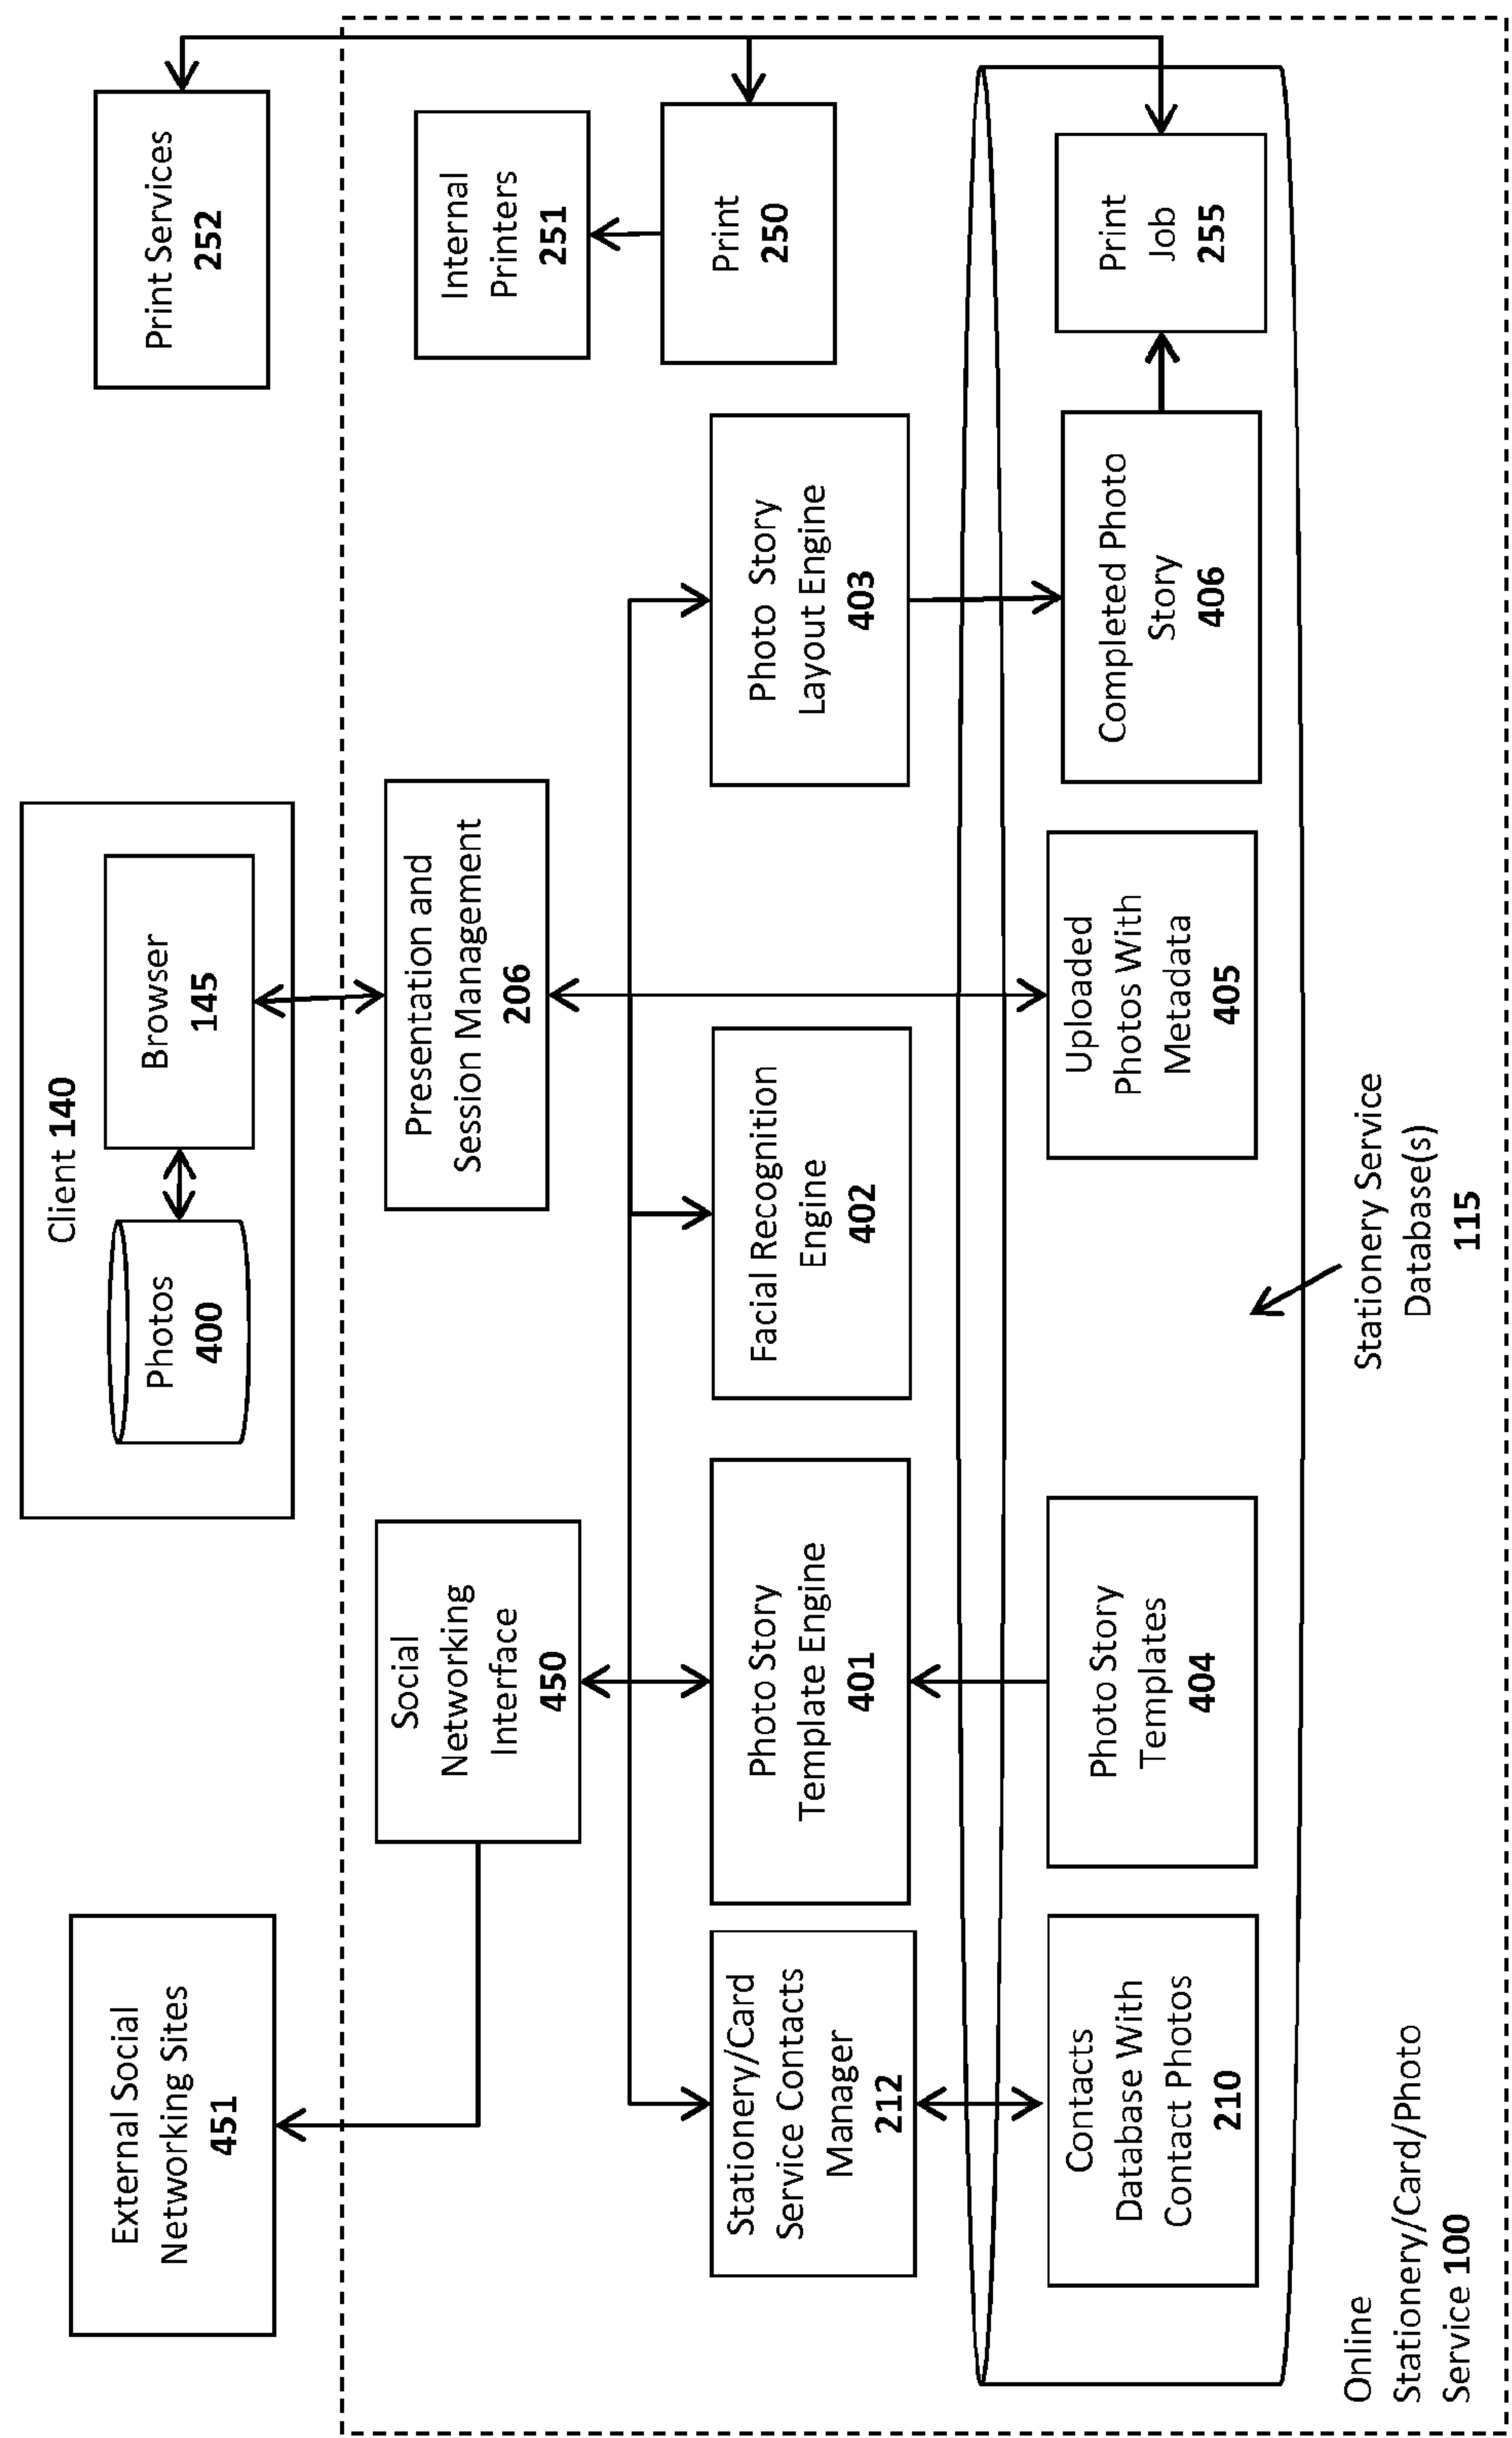 External Social
Networking Sites
451
Client 140
Photos
400
Browser
145
Print Services
252
Social
Networking
Interface
450
Presentation and
Session Management
206
Internal
Printers
251
Stationery/Card
Service Contacts
Manager
212
Photo Story
Template Engine
401
Facial Recognition
Engine
402
Photo Story
Layout Engine
403
Print
250
Contacts
Database With
Contact Photos
210
Photo Story
Templates
404
Uploaded
Photos With
Metadata
405
Completed Photo
Story
406
Print
Job
255
Stationery Service
Database(s)
115
Online
Stationery/Card/Photo
Service 100